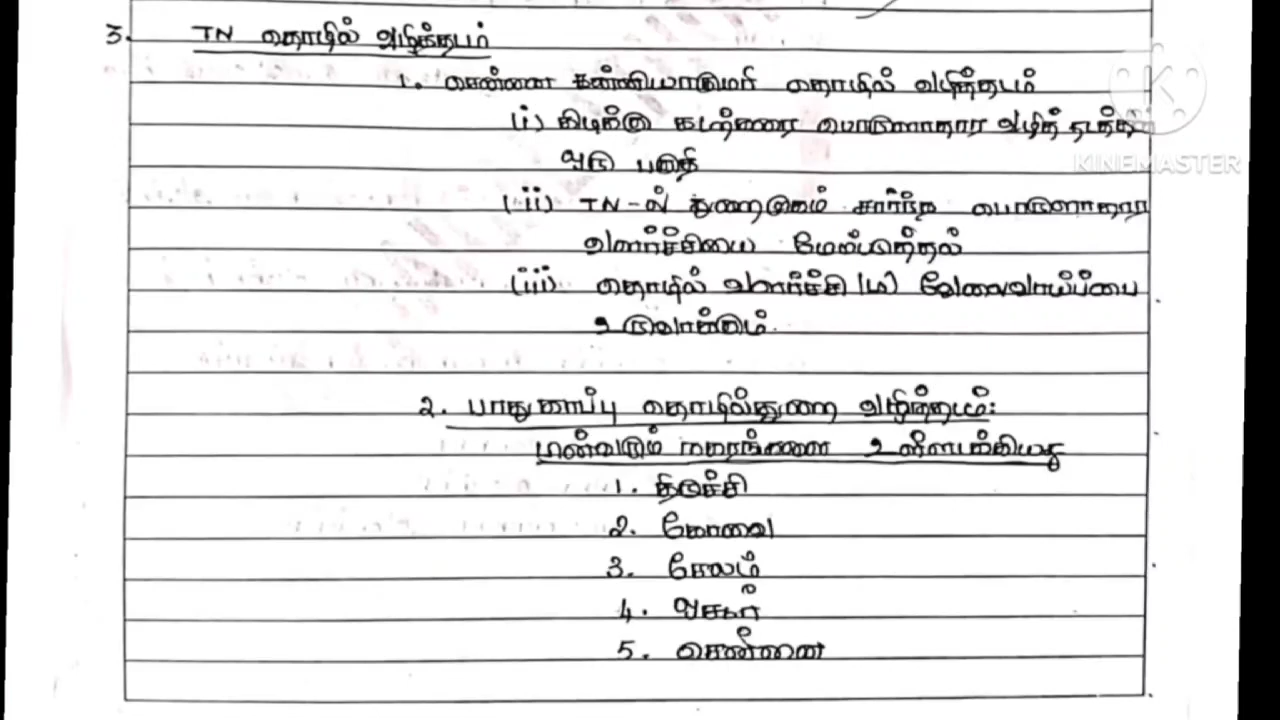 3. TN தொழில் வழித்தடம்
1. சென்னை கன்னியாகுமரி தொழில் வழித்தடம்
(i) கிழக்கு கடற்கரை பொருளாதார வழித்
ஒரு பகுதி
(ii) TN-ல் துறைமுகம் சார்ந்த பொருளாதார
வளர்ச்சியை மேம்படுத்தல்
(iii) தொழில் வளர்ச்சி (ம) வேலைவாய்ப்பை
உருவாக்கும்.
2. பாதுகாப்பு தொழில்துறை வழித்தடம்:
பின்வரும் நகரங்களை உள்ளடக்கியது
1. திருச்சி
2. கோவை
3. சேலம்
4. ஓசூர்
5. சென்னை
K
KINEMASTER